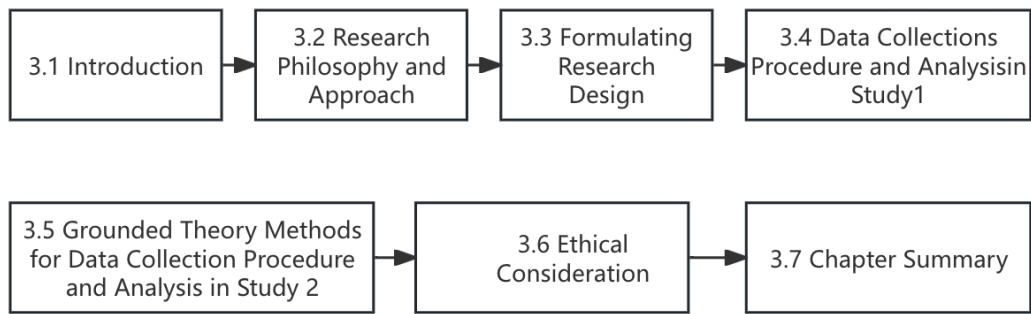 3.1 Introduction
3.2 Research
Philosophy and
Approach
3.3 Formulating
Research
Design
3.4 Data Collections
Procedure and Analysisin
Study1
3.5 Grounded Theory Methods
for Data Collection Procedure
and Analysis in Study 2
3.6 Ethical
Consideration
3.7 Chapter Summary